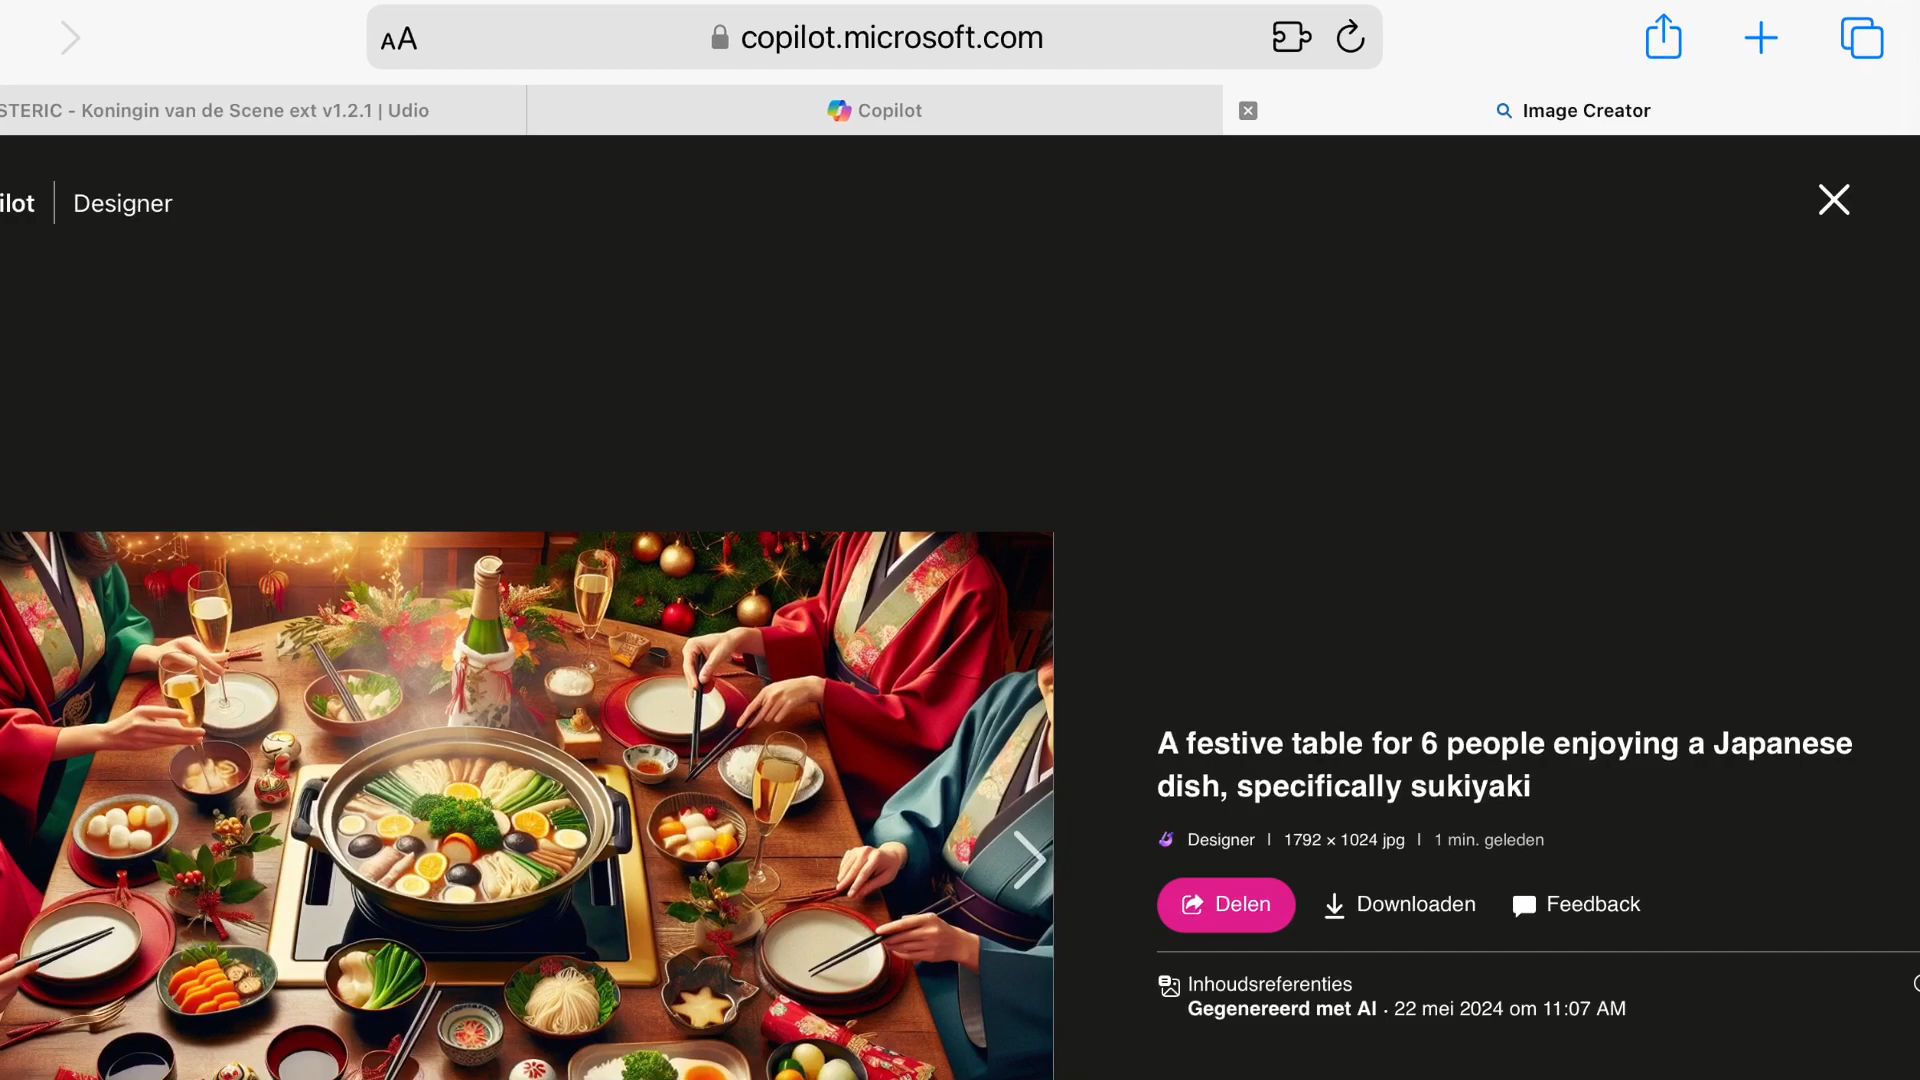 AA
copilot.microsoft.com
STERIC - Koningin van de Scene ext v1.2.1 | Udio
Copilot
Image Creator
ilot
Designer
A festive table for 6 people enjoying a Japanese
dish, specifically sukiyaki
Designer | 1792 × 1024 jpg | 1 min. geleden
Delen
Downloaden
Feedback
Inhoudsreferenties
Gegenereerd met AI · 22 mei 2024 om 11:07 AM